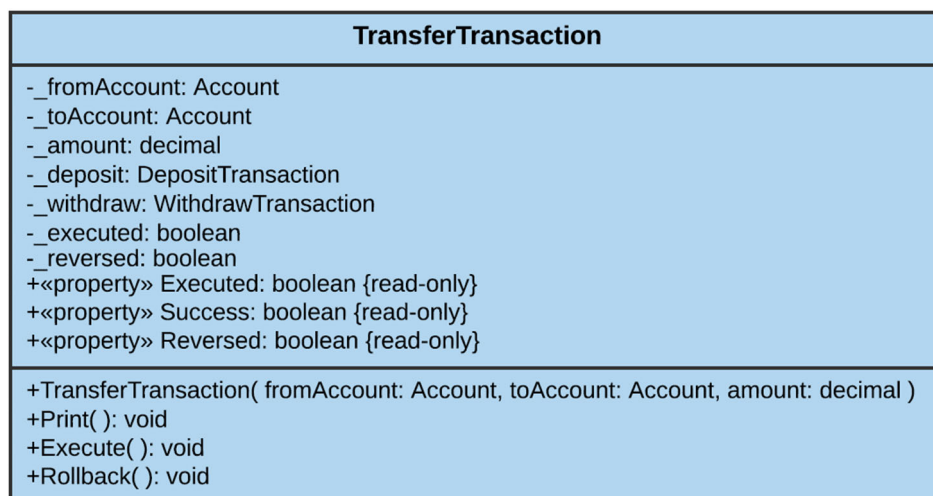 TransferTransaction
-_fromAccount: Account
-_toAccount: Account
-_amount: decimal
-_deposit: DepositTransaction
-_withdraw: WithdrawTransaction
-_executed: boolean
-_reversed: boolean
+«property» Executed: boolean {read-only}
+«property» Success: boolean {read-only}
+«property» Reversed: boolean {read-only}
+TransferTransaction( fromAccount: Account, toAccount: Account, amount: decimal )
+Print( ): void
+Execute( ): void
+Rollback( ): void